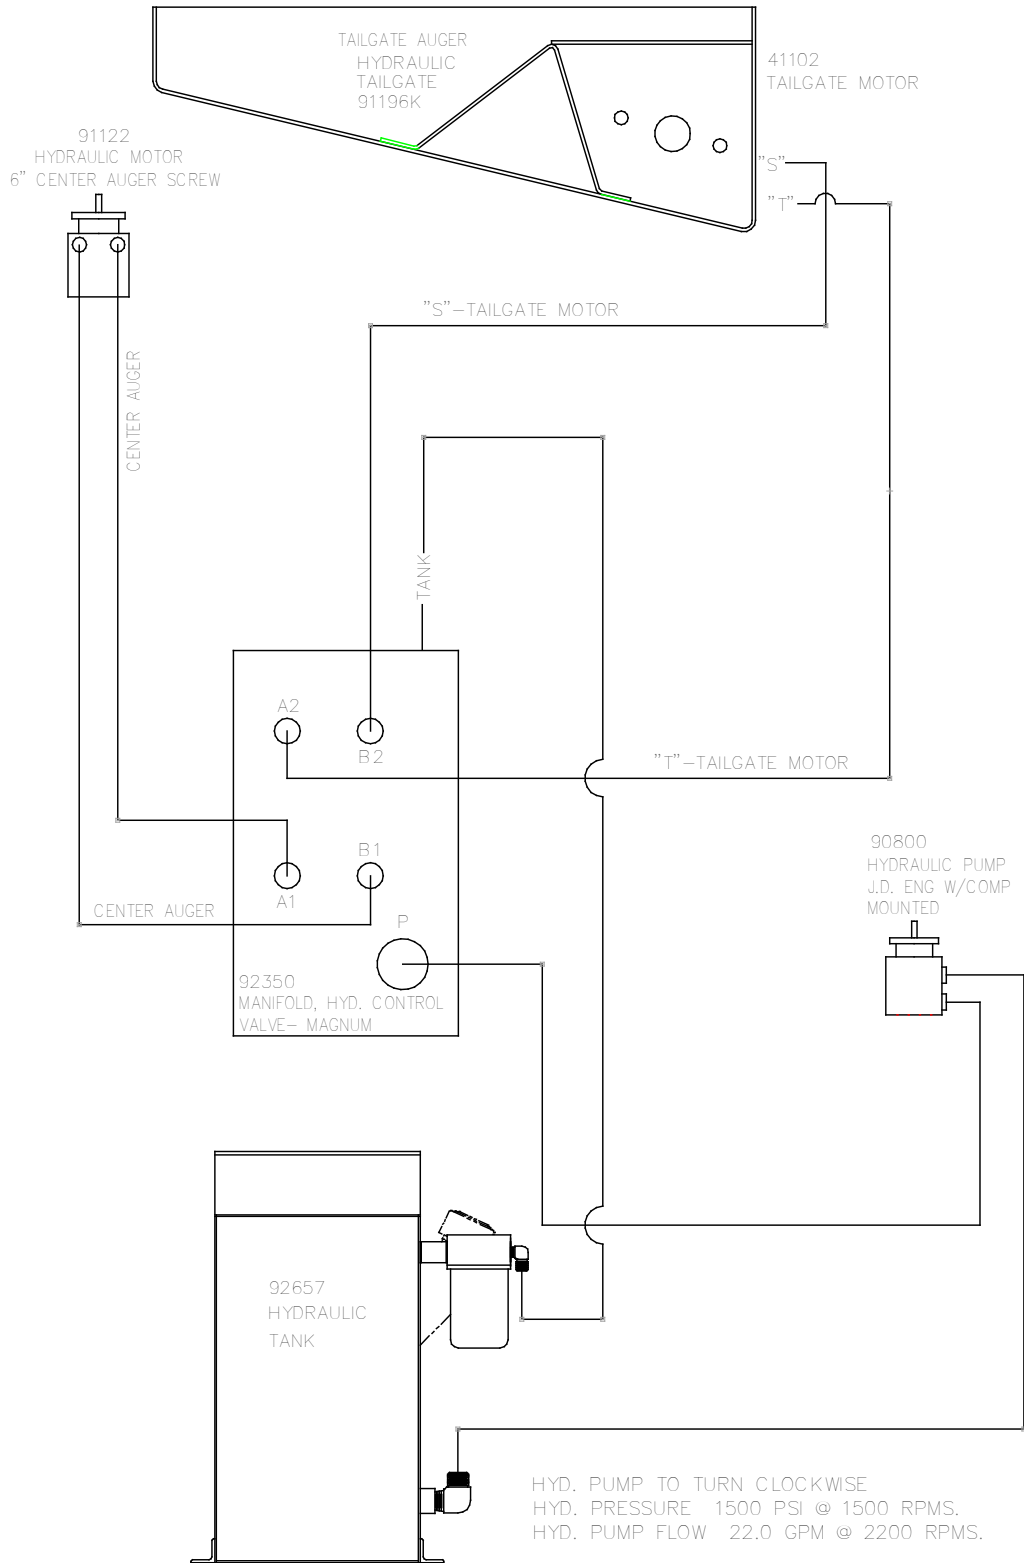 TAILGATE AUGER
HYDRAULIC
TAILGATE
91196K
41102
TAILGATE MOTOR
91122
HYDRAULIC MOTOR
6" CENTER AUGER SCREW
"S"
"T"
"S"-TAILGATE MOTOR
CENTER AUGER
TANK
A2
B2
"T"-TAILGATE MOTOR
B1
A1
CENTER AUGER
P
90800
HYDRAULIC PUMP
J.D. ENG W/COMP
MOUNTED
92350
MANIFOLD, HYD. CONTROL
VALVE- MAGNUM
92657
HYDRAULIC
TANK
HYD. PUMP TO TURN CLOCKWISE
HYD. PRESSURE 1500 PSI @ 1500 RPMS.
HYD. PUMP FLOW 22.0 GPM @ 2200 RPMS.